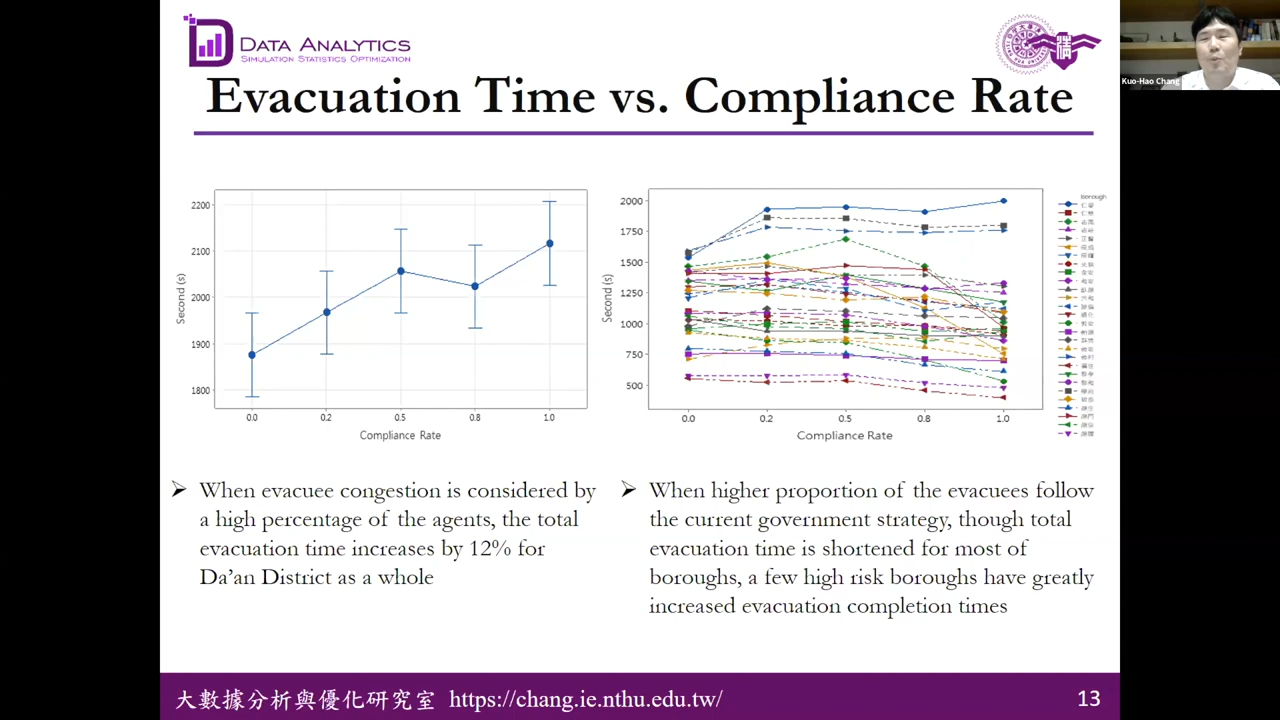 DATA ANALYTICS
SIMULATION STATISTICS OPTIMIZATION
Kuo-Hao Chang
Evacuation Time vs. Compliance Rate
2200
2100
2000
1900
1800
Second (s)
0.0 0.2 0.5 0.8 1.0
Compliance Rate
2000
1750
1500
1250
1000
750
500
Second (s)
0.0 0.2 0.5 0.8 1.0
Compliance Rate
Borough
➢ When evacuee congestion is considered by
a high percentage of the agents, the total
evacuation time increases by 12% for
Da’an District as a whole
➢ When higher proportion of the evacuees follow
the current government strategy, though total
evacuation time is shortened for most of
boroughs, a few high risk boroughs have greatly
increased evacuation completion times
大數據分析與優化研究室 https://chang.ie.nthu.edu.tw/
13